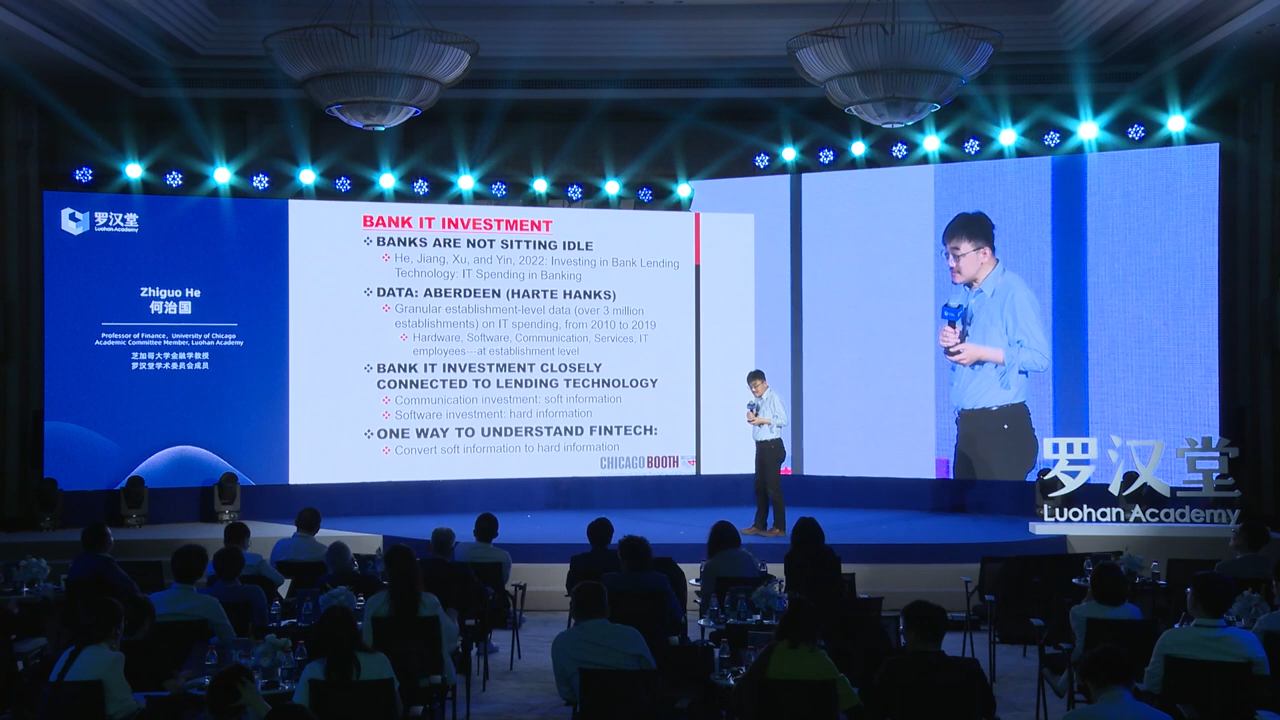 罗汉堂
Luohan Academy
Zhiguo He
何治国
Professor of Finance, University of Chicago
Academic Committee Member, Luohan Academy
芝加哥大学金融学教授
罗汉堂学术委员会成员
BANK IT INVESTMENT
BANKS ARE NOT SITTING IDLE
He, Jiang, Xu, and Yin, 2022: Investing in Bank Lending
Technology: IT Spending in Banking
DATA: ABERDEEN (HARTE HANKS)
Granular establishment-level data (over 3 million
establishments) on IT spending, from 2010 to 2019
Hardware, Software, Communication, Services, IT
employees---at establishment level
BANK IT INVESTMENT CLOSELY
CONNECTED TO LENDING TECHNOLOGY
Communication investment: soft information
Software investment: hard information
ONE WAY TO UNDERSTAND FINTECH:
Convert soft information to hard information
CHICAGO BOOTH
罗汉堂
Luohan Academy